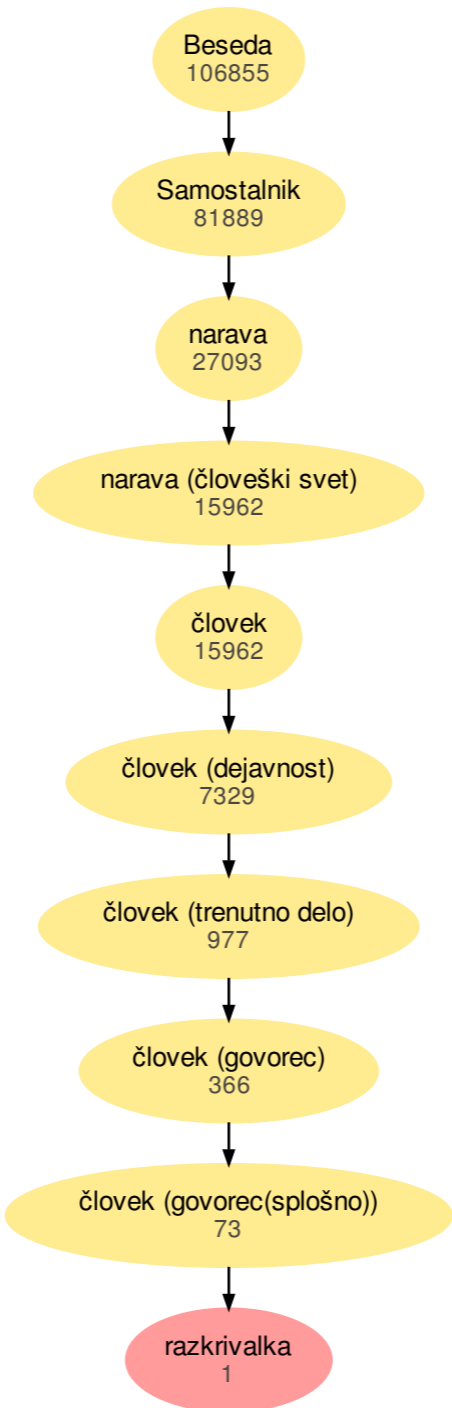 Beseda
106855
Samostalnik
81889
narava
27093
narava (človeški svet)
15962
človek
15962
človek (dejavnost)
7329
človek (trenutno delo)
977
človek (govorec)
366
človek (govorec(splošno))
73
razkrivalka
1